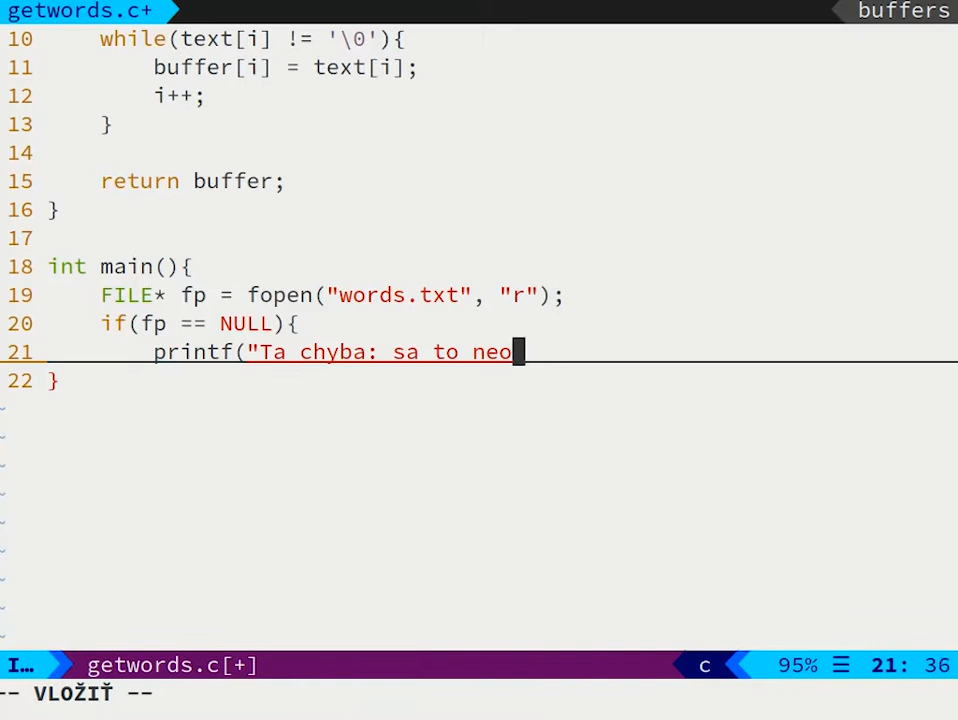 getwords.c+ buffers
10 while(text[i] != '\0'){
11 buffer[i] = text[i];
12 i++;
13 }
14
15 return buffer;
16 }
17
18 int main(){
19 FILE* fp = fopen("words.txt", "r");
20 if(fp == NULL){
21 printf("Ta chyba: sa to neo
22 }
~
~
~
~
~
~
~
~
~
I… getwords.c[+] c 95% ☰ 21: 36
-- VLOŽIŤ --